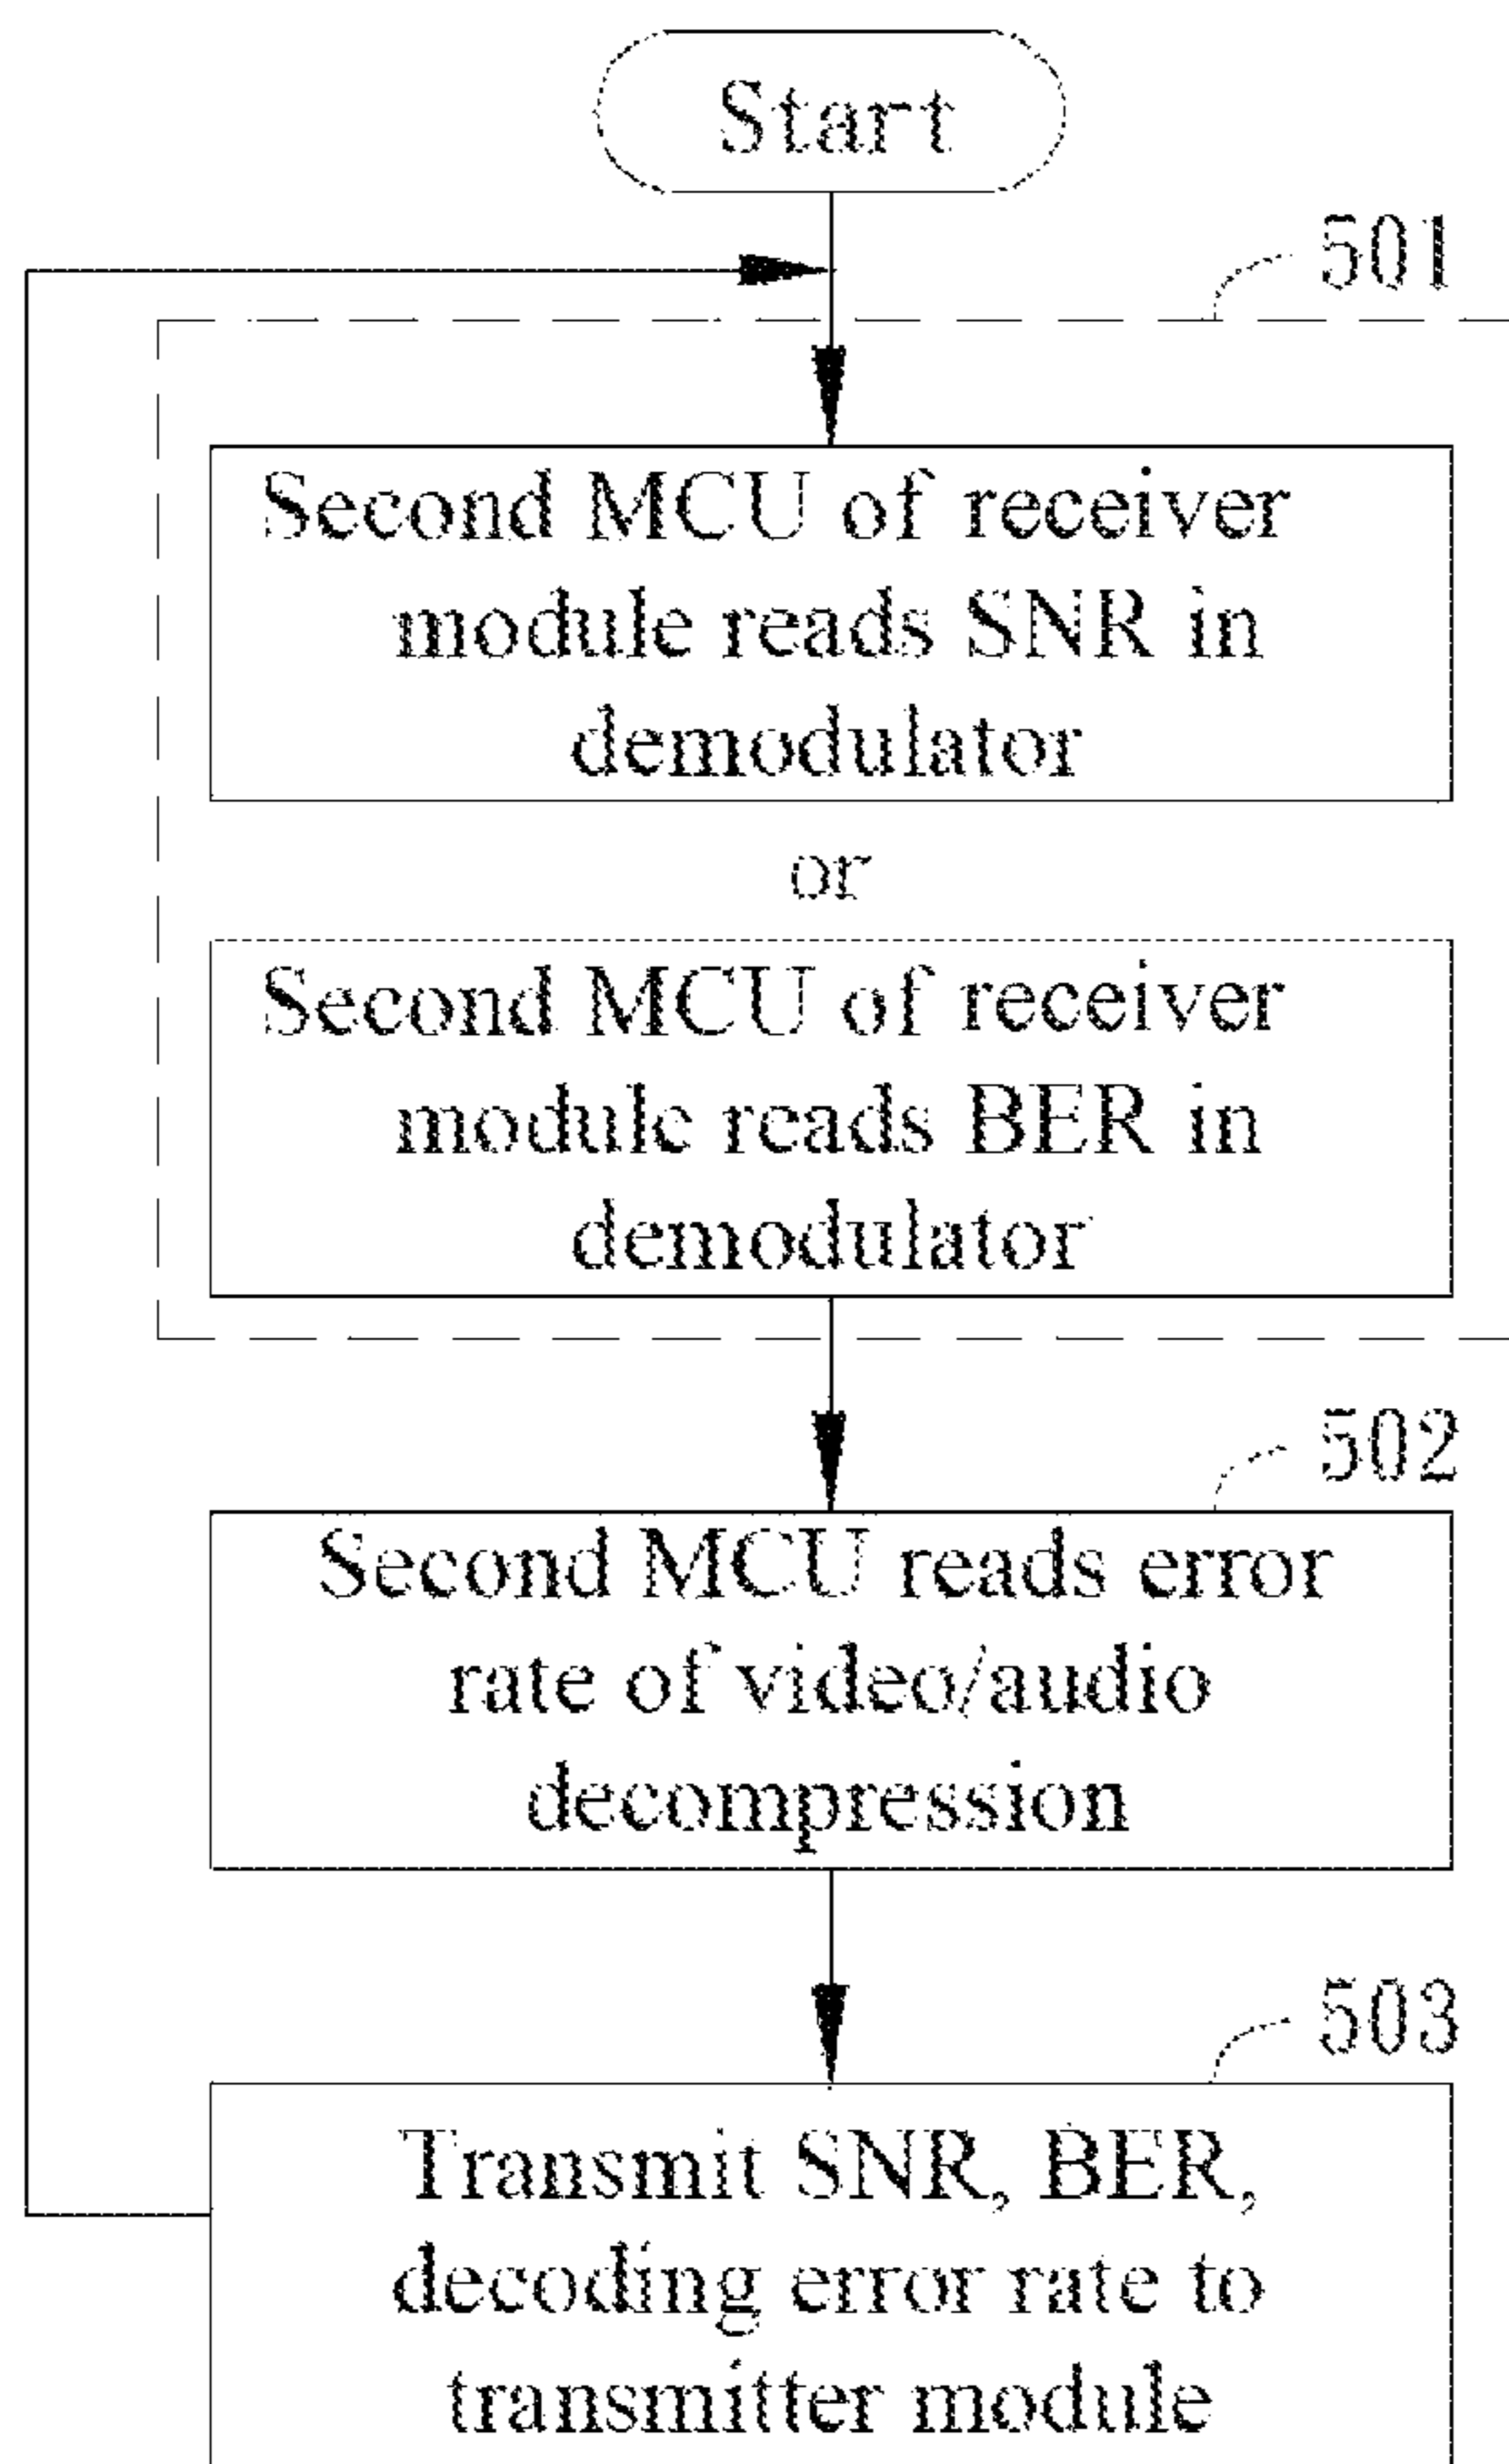 Start
501
Second MCU of receiver
module reads SNR in
demodulator
or
Second MCU of receiver
module reads BER in
demodulator
502
Second MCU reads error
rate of video/audio
decompression
503
Transmit SNR, BER,
decoding error rate to
transmitter module